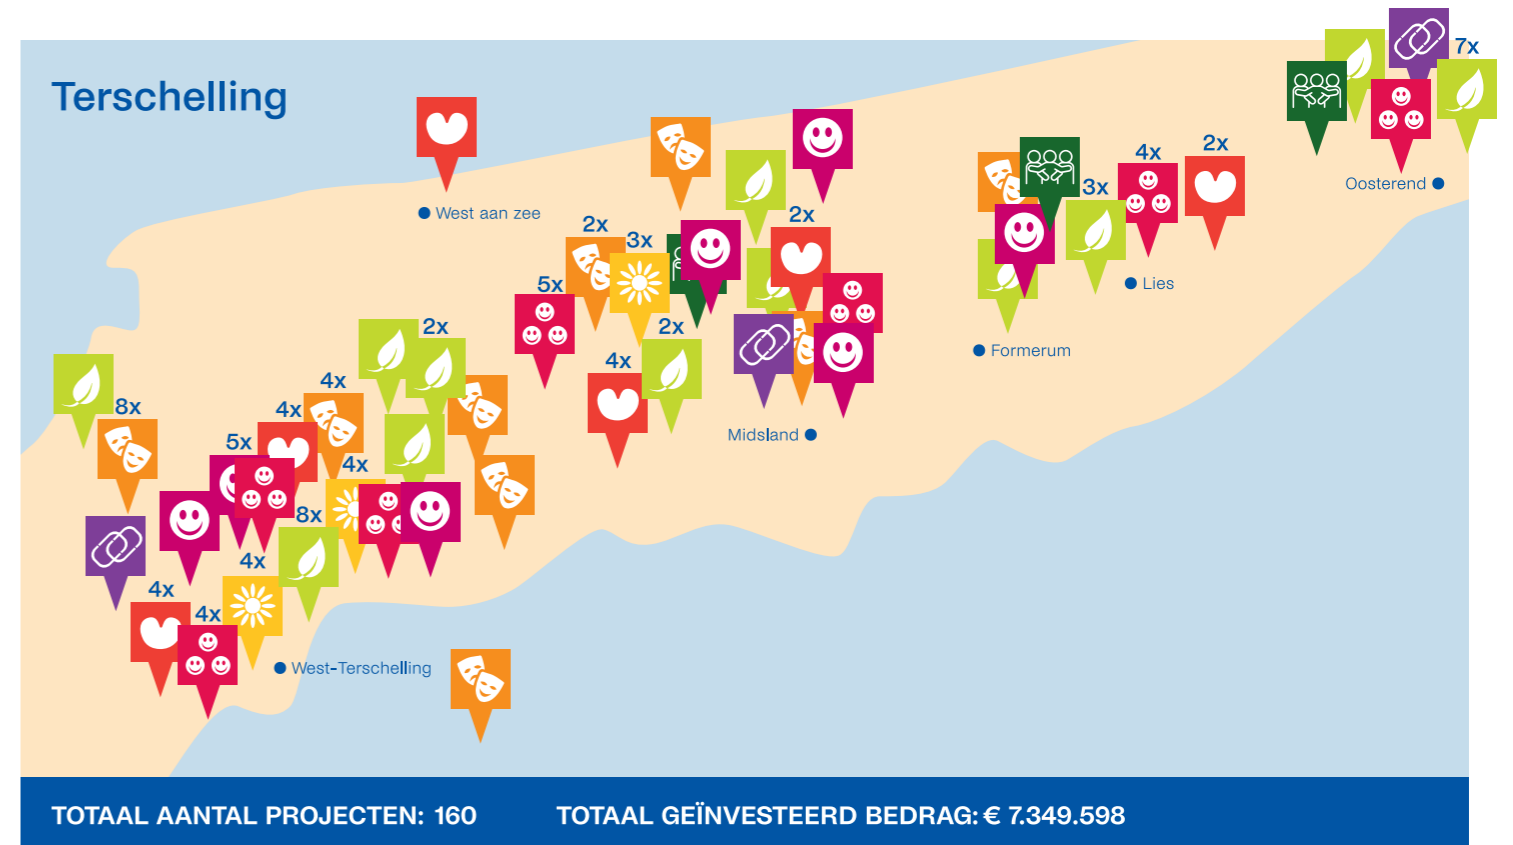 Terschelling
7x
4x
2x
3x
Oosterend
West aan zee
2x
2x
3x
5x
Lies
2x
2x
4x
Formerum
4x
8x
4x
Midsland
5x
4x
8x
4x
4x
4x
West-Terschelling
TOTAAL AANTAL PROJECTEN: 160
TOTAAL GEÏNVESTEERD BEDRAG: € 7.349.598